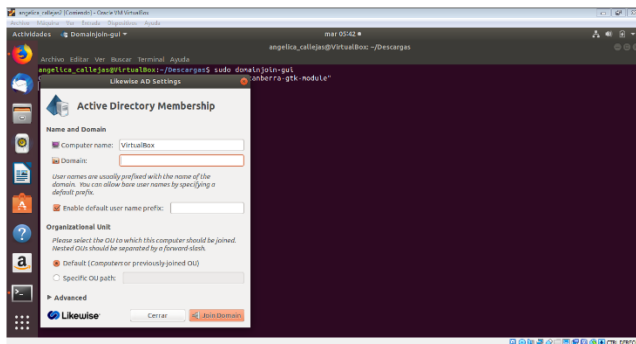 angelica_callejas2 (Corriendo) - Oracle VM VirtualBox
Archivo Máquina Ver Entrada Dispositivos Ayuda
Actividades Domainjoin-gui mar 05:42
angelica_callejas@VirtualBox: ~/Descargas
Archivo Editar Ver Buscar Terminal Ayuda
angelica_callejas@VirtualBox:~/Descargas$ sudo domainjoin-gui
anberra-gtk-module"
Likewise AD Settings
Active Directory Membership
Name and Domain
Computer name: VirtualBox
Domain:
User names are usually prefixed with the name of the
domain. You can allow bare user names by specifying a
default prefix.
Enable default user name prefix:
Organizational Unit
Please select the OU to which this computer should be joined.
Nested OUs should be separated by a forward-slash.
Default (Computers or previously-joined OU)
Specific OU path:
Advanced
Likewise Cerrar Join Domain
CTRL DERECHO